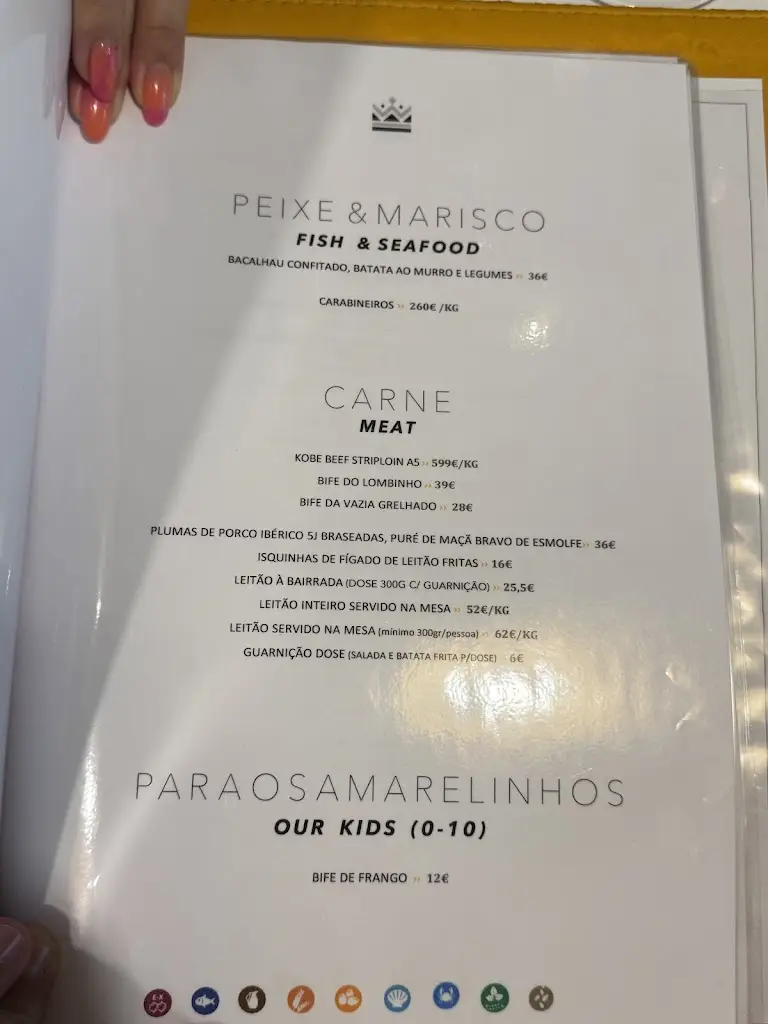 PEIXE & MARISCO
FISH & SEAFOOD
BACALHAU CONFITADO, BATATA AO MURRO E LEGUMES ›› 36€
CARABINEIROS ›› 260€ /KG
CARNE
MEAT
KOBE BEEF STRIPLOIN A5 ›› 599€/KG
BIFE DO LOMBINHO ›› 39€
BIFE DA VAZIA GRELHADO ›› 28€
PLUMAS DE PORCO IBÉRICO 5J BRASEADAS, PURÉ DE MAÇÃ BRAVO DE ESMOLFE ›› 36€
ISQUINHAS DE FÍGADO DE LEITÃO FRITAS ›› 16€
LEITÃO À BAIRRADA (DOSE 300G C/ GUARNIÇÃO) ›› 25,5€
LEITÃO INTEIRO SERVIDO NA MESA ›› 52€/KG
LEITÃO SERVIDO NA MESA (mínimo 300gr/pessoa) ›› 62€/KG
GUARNIÇÃO DOSE (SALADA E BATATA FRITA P/DOSE) ›› 6€
PARAOSAMARELINHOS
OUR KIDS (0-10)
BIFE DE FRANGO ›› 12€